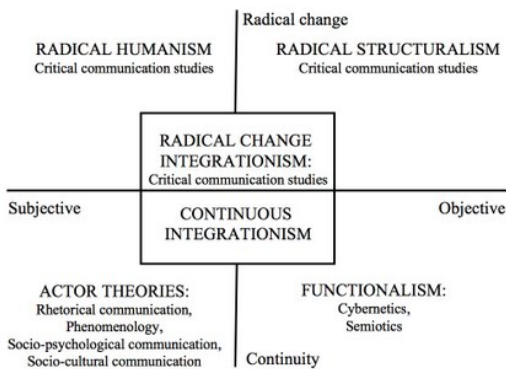 Radical change
RADICAL HUMANISM
Critical communication studies
RADICAL STRUCTURALISM
Critical communication studies
RADICAL CHANGE
INTEGRATIONISM:
Critical communication studies
Subjective
Objective
CONTINUOUS
INTEGRATIONISM
ACTOR THEORIES:
Rhetorical communication,
Phenomenology,
Socio-psychological communication,
Socio-cultural communication
FUNCTIONALISM:
Cybernetics,
Semiotics
Continuity